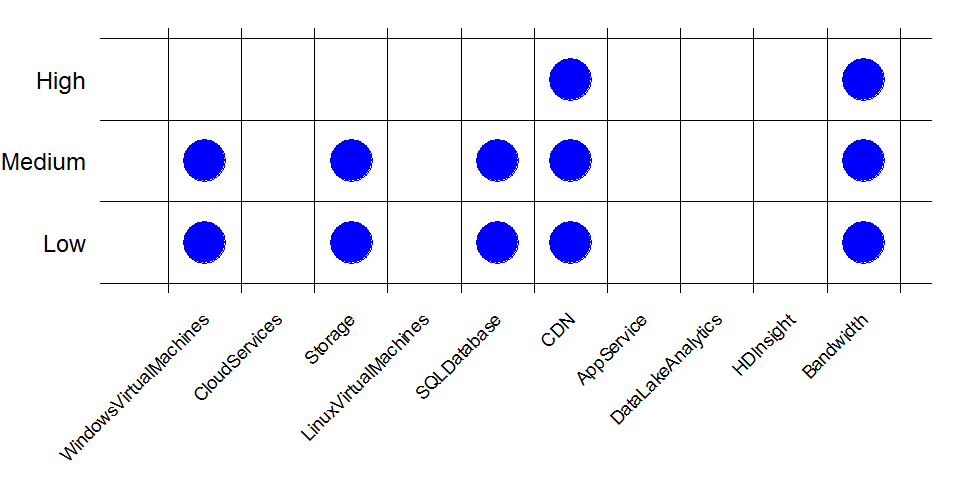 High
Medium
Low
WindowsVirtualMachines
CloudServices
Storage
LinuxVirtualMachines
SQLDatabase
CDN
AppService
DataLakeAnalytics
HDInsight
Bandwidth